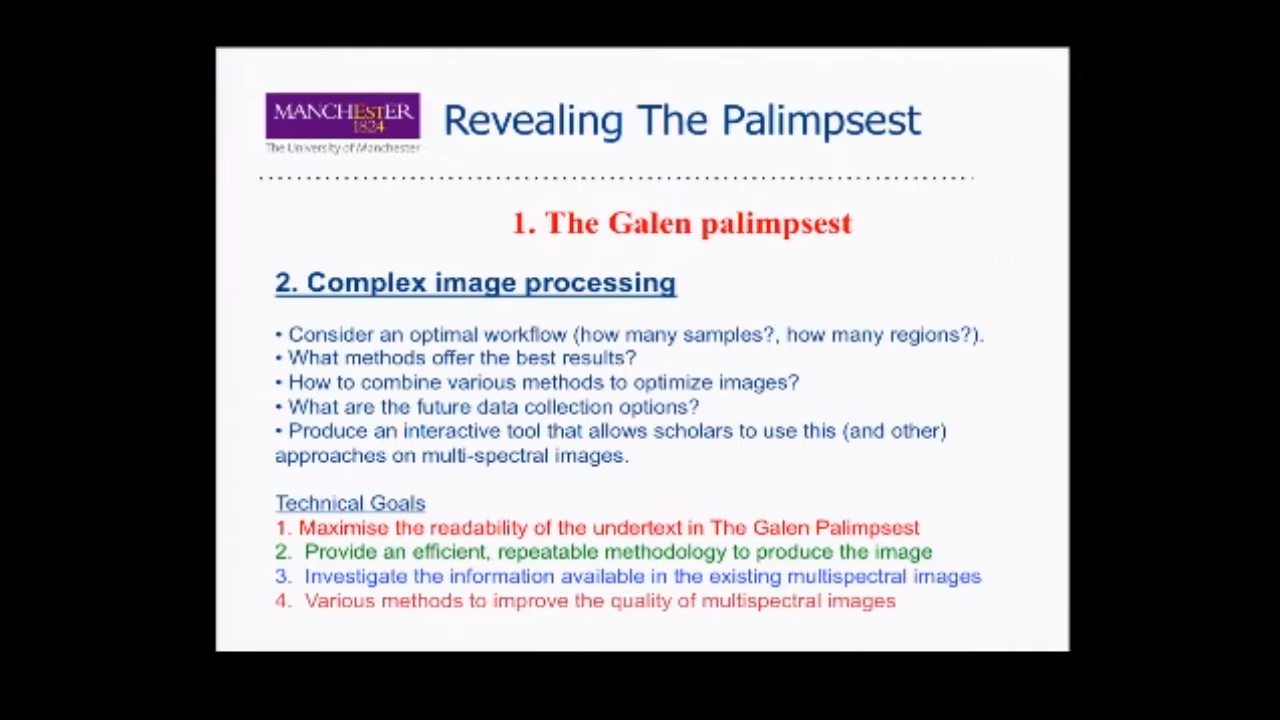 MANCHESTER
1824
The University of Manchester
Revealing The Palimpsest
1. The Galen palimpsest
2. Complex image processing
• Consider an optimal workflow (how many samples?, how many regions?).
• What methods offer the best results?
• How to combine various methods to optimize images?
• What are the future data collection options?
• Produce an interactive tool that allows scholars to use this (and other)
approaches on multi-spectral images.
Technical Goals
1. Maximise the readability of the undertext in The Galen Palimpsest
2. Provide an efficient, repeatable methodology to produce the image
3. Investigate the information available in the existing multispectral images
4. Various methods to improve the quality of multispectral images